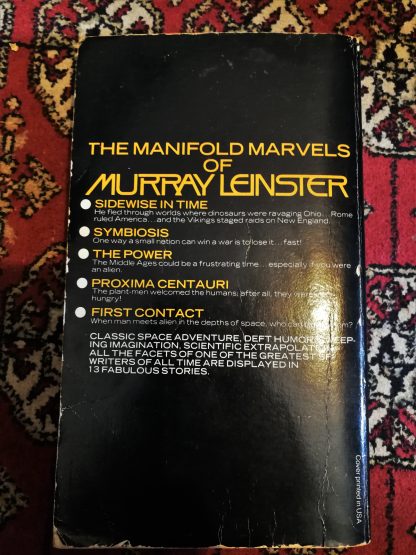 THE MANIFOLD MARVELS
OF
MURRAY LEINSTER
SIDEWISE IN TIME
He fled through worlds where dinosaurs were ravaging Ohio... Rome
ruled America... and the Vikings staged raids on New England.
SYMBIOSIS
One way a small nation can win a war is to lose it... fast!
THE POWER
The Middle Ages could be a frustrating time... especially if you were
an alien.
PROXIMA CENTAURI
The plant-men welcomed the humans; after all, they were
hungry!
FIRST CONTACT
When man meets alien in the depths of space, who can
CLASSIC SPACE ADVENTURE, DEFT HUMOR,
ING IMAGINATION, SCIENTIFIC
ALL THE FACETS OF ONE OF THE GREATEST SF
WRITERS OF ALL TIME ARE DISPLAYED IN
13 FABULOUS STORIES.
Cover printed in USA